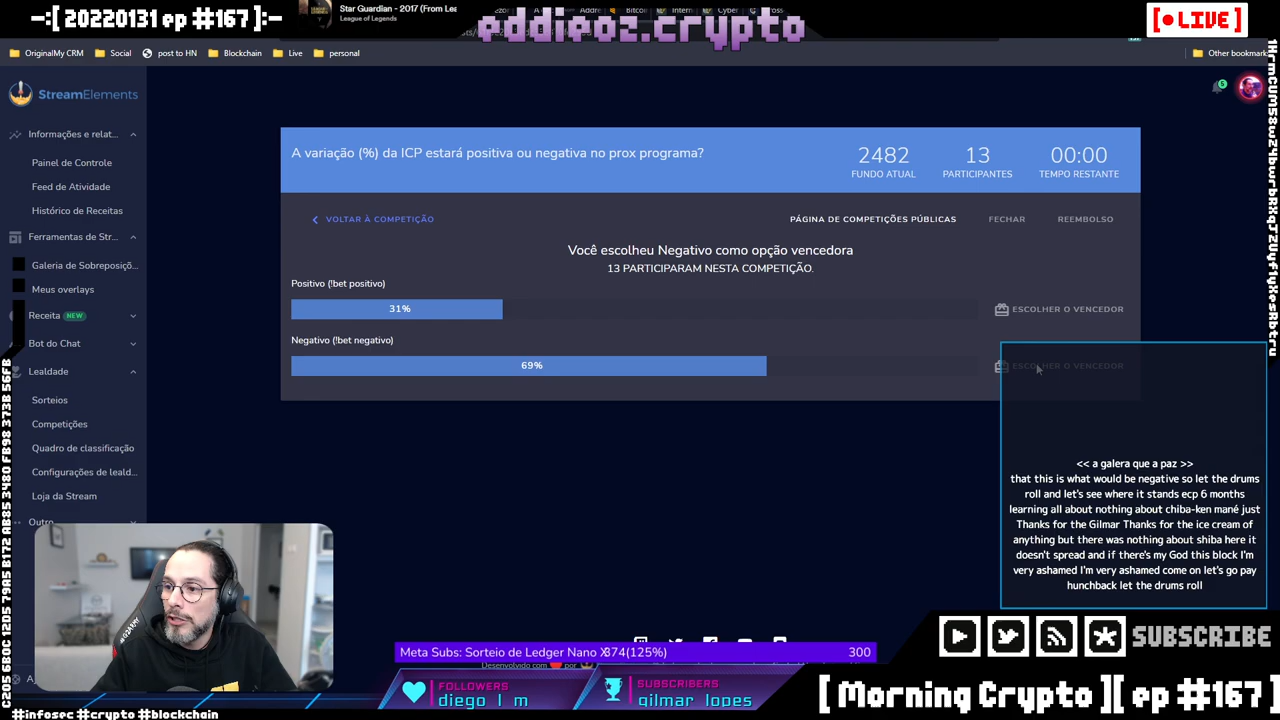 -:[ 20220131 ep #167 ]:-
Star Guardian - 2017 (From Lea
League of Legends
eddieoz.crypto
[● LIVE ]
OriginalMy CRM
Social
post to HN
Blockchain
Live
personal
Other bookmark
StreamElements
5
Informações e relat...
Painel de Controle
Feed de Atividade
Histórico de Receitas
Ferramentas de Str...
Galeria de Sobreposiçõ...
Meus overlays
Receita NEW
Bot do Chat
Lealdade
Sorteios
Competições
Quadro de classificação
Configurações de leald...
Loja da Stream
Outro
A variação (%) da ICP estará positiva ou negativa no prox programa?
2482
FUNDO ATUAL
13
PARTICIPANTES
00:00
TEMPO RESTANTE
VOLTAR À COMPETIÇÃO
PÁGINA DE COMPETIÇÕES PÚBLICAS
FECHAR
REEMBOLSO
Você escolheu Negativo como opção vencedora
13 PARTICIPARAM NESTA COMPETIÇÃO.
Positivo (!bet positivo)
31%
ESCOLHER O VENCEDOR
Negativo (!bet negativo)
69%
ESCOLHER O VENCEDOR
<< a galera que a paz >>
that this is what would be negative so let the drums
roll and let's see where it stands ecp 6 months
learning all about nothing about chiba-ken mané just
Thanks for the Gilmar Thanks for the ice cream of
anything but there was nothing about shiba here it
doesn't spread and if there's my God this block I'm
very ashamed I'm very ashamed come on let's go pay
hunchback let the drums roll
Meta Subs: Sorteio de Ledger Nano X
374(125%)
300
Desenvolvido com
por
FOLLOWERS
diego l m
SUBSCRIBERS
gilmar lopes
SUBSCRIBE
[ Morning Crypto ][ ep #167 ]
#infosec #crypto #blockchain